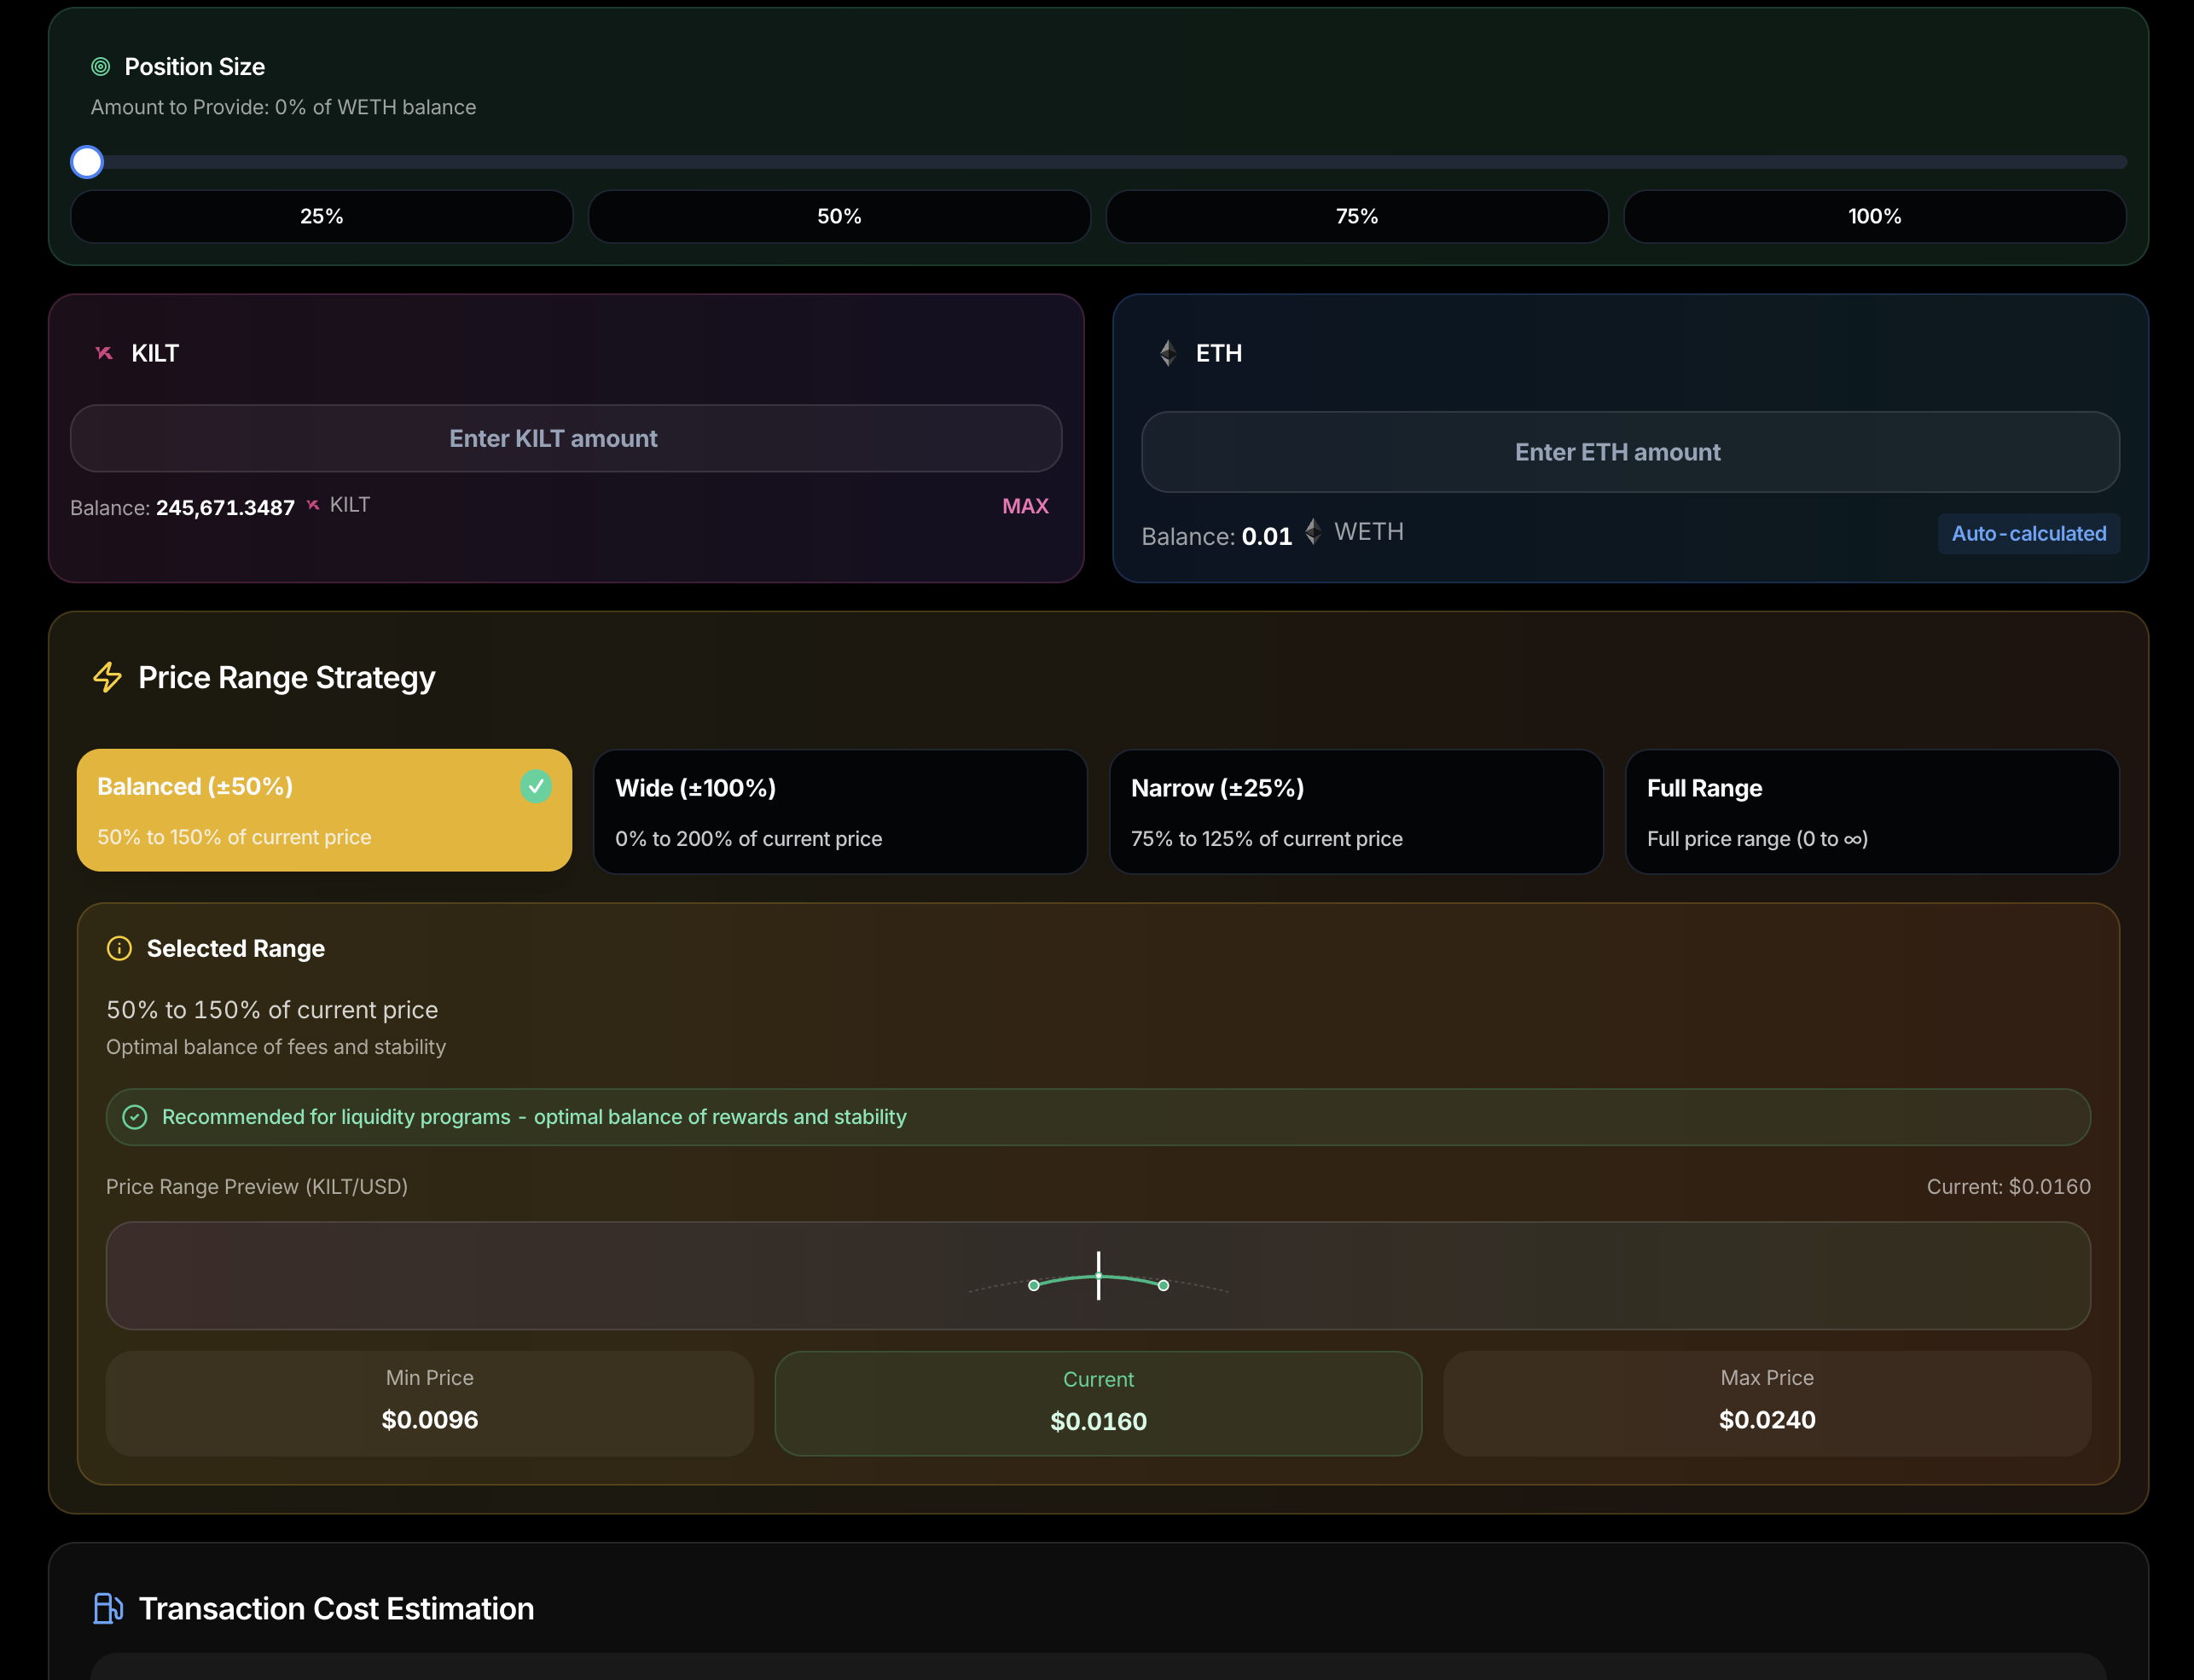 Position Size
Amount to Provide: 0% of WETH balance
25%
50%
75%
100%
KILT
Enter KILT amount
Balance: 245,671.3487 KILT
MAX
ETH
Enter ETH amount
Balance: 0.01 WETH
Auto-calculated
Price Range Strategy
Balanced (±50%)
50% to 150% of current price
Wide (±100%)
0% to 200% of current price
Narrow (±25%)
75% to 125% of current price
Full Range
Full price range (0 to ∞)
Selected Range
50% to 150% of current price
Optimal balance of fees and stability
Recommended for liquidity programs - optimal balance of rewards and stability
Price Range Preview (KILT/USD)
Current: $0.0160
Min Price
$0.0096
Current
$0.0160
Max Price
$0.0240
Transaction Cost Estimation